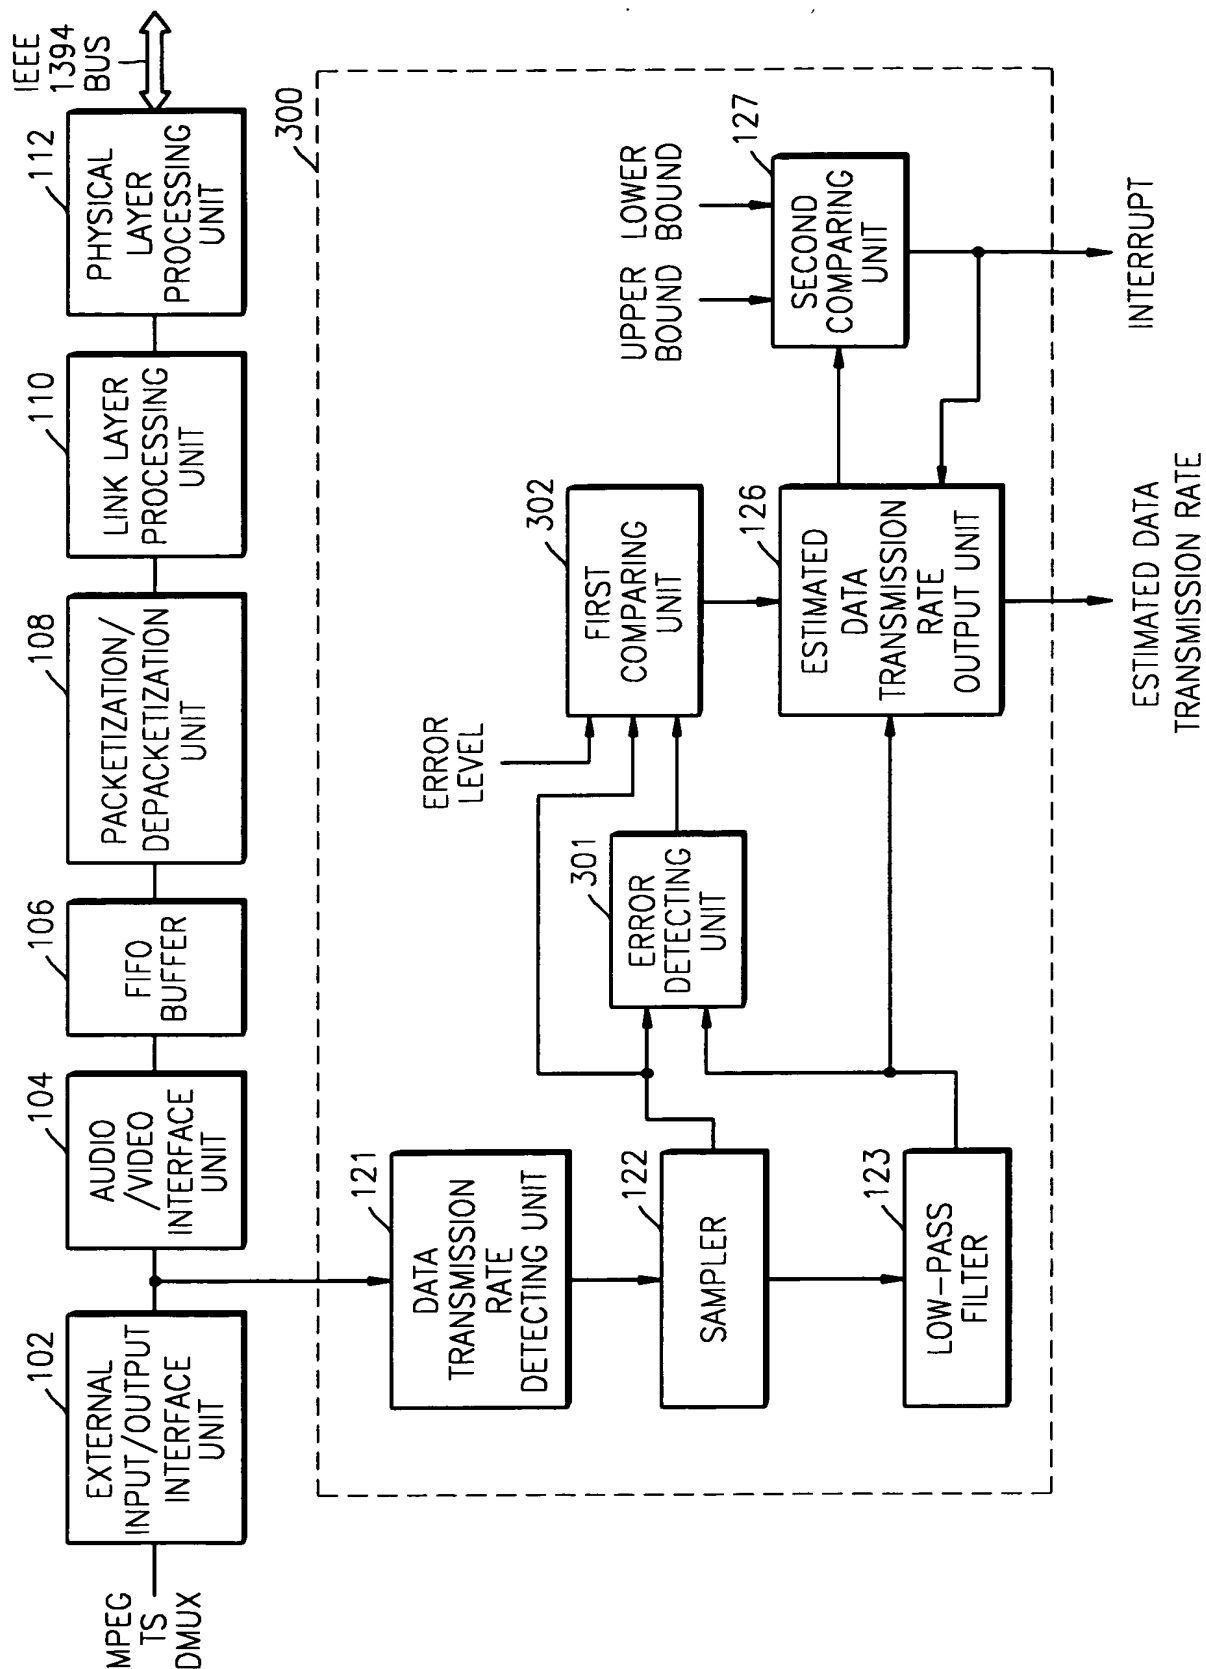 MPEG
TS
DMUX
102
EXTERNAL
INPUT/OUTPUT
INTERFACE
UNIT
104
AUDIO
/VIDEO
INTERFACE
UNIT
106
FIFO
BUFFER
108
PACKETIZATION/
DEPACKETIZATION
UNIT
110
LINK LAYER
PROCESSING
UNIT
112
PHYSICAL
LAYER
PROCESSING
UNIT
IEEE
1394
BUS
300
121
DATA
TRANSMISSION
RATE
DETECTING UNIT
122
SAMPLER
123
LOW-PASS
FILTER
301
ERROR
DETECTING
UNIT
ERROR
LEVEL
302
FIRST
COMPARING
UNIT
126
ESTIMATED
DATA
TRANSMISSION
RATE
OUTPUT UNIT
UPPER
BOUND
LOWER
BOUND
127
SECOND
COMPARING
UNIT
ESTIMATED DATA
TRANSMISSION RATE
INTERRUPT